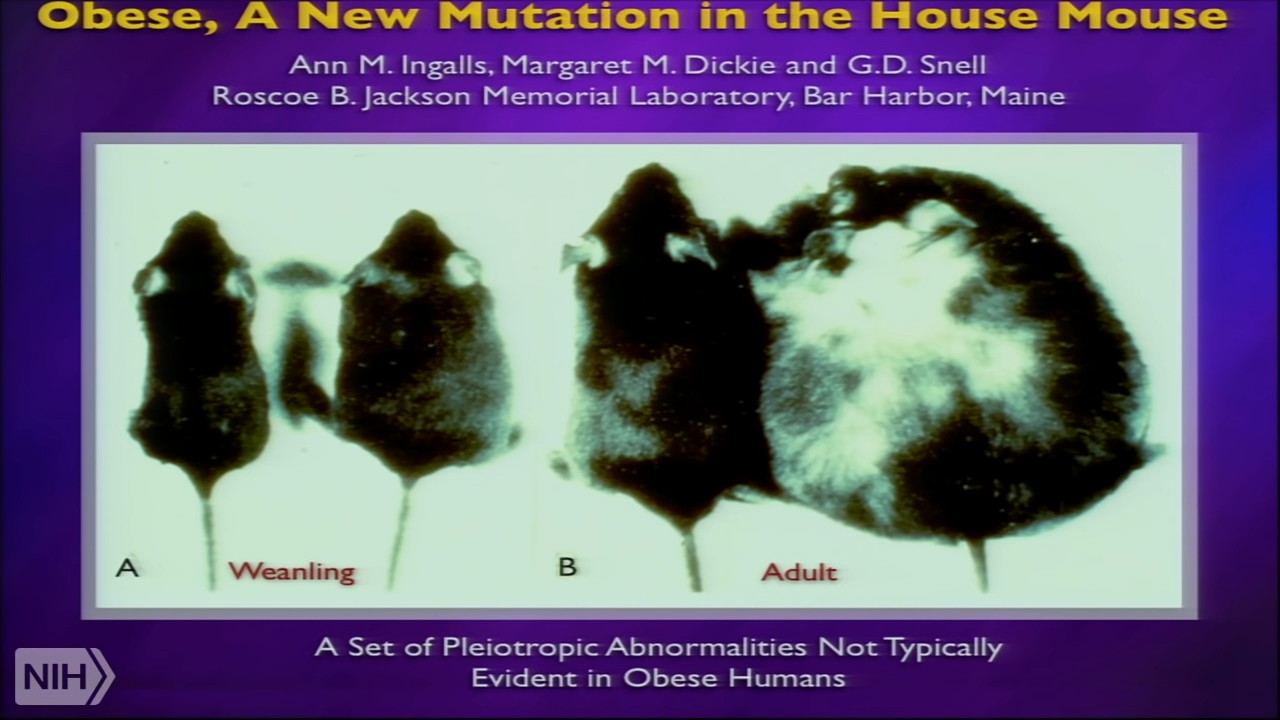 Obese, A New Mutation in the House Mouse
Ann M. Ingalls, Margaret M. Dickie and G.D. Snell
Roscoe B. Jackson Memorial Laboratory, Bar Harbor, Maine
A
Weanling
B
Adult
A Set of Pleiotropic Abnormalities Not Typically
Evident in Obese Humans
NIH